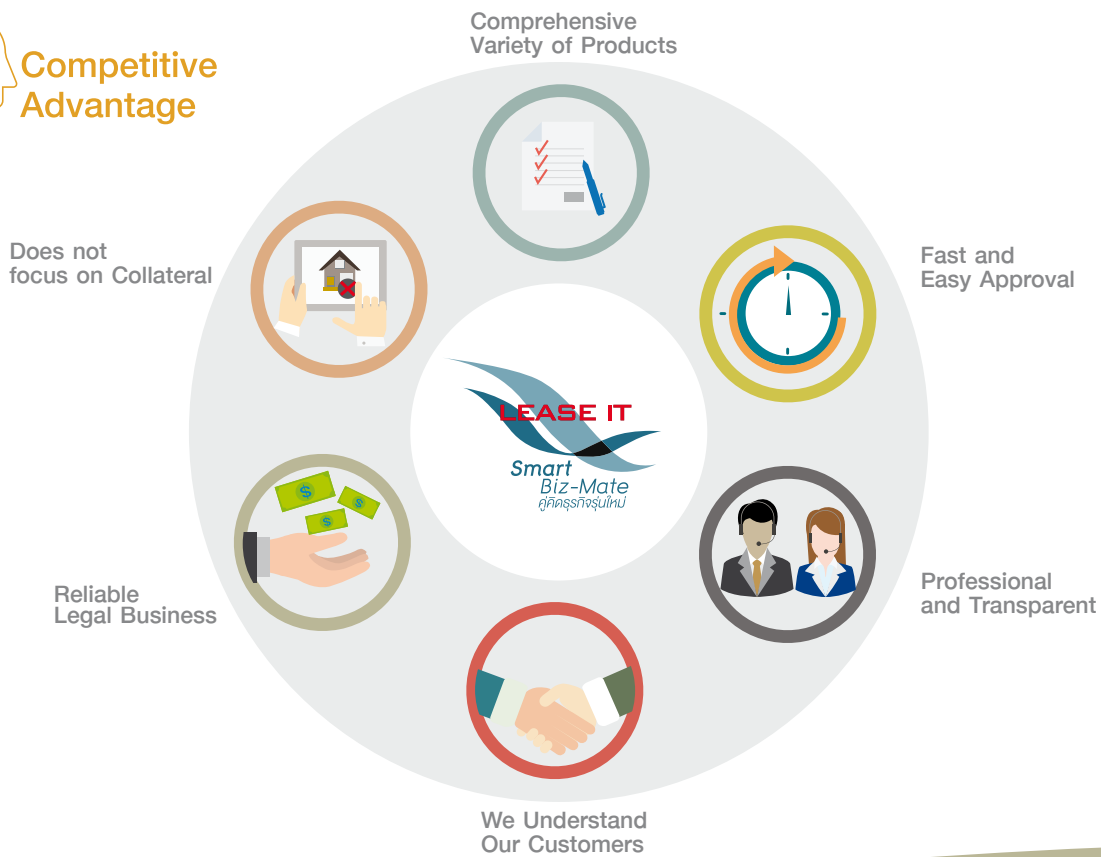 Competitive
Advantage
Comprehensive
Variety of Products
Fast and
Easy Approval
Professional
and Transparent
We Understand
Our Customers
Reliable
Legal Business
Does not
focus on Collateral
LEASE IT
Smart
Biz-Mate
คู่คิดธุรกิจรุ่นใหม่